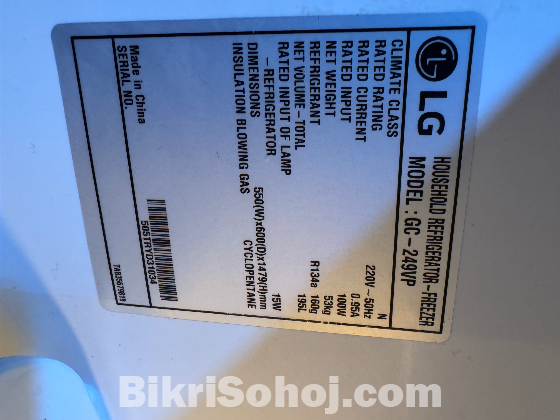 LG
HOUSEHOLD REFRIGERATOR-FREEZER
MODEL : GC-249VP
CLIMATE CLASS N
RATED RATING 220V~50Hz
RATED CURRENT 0.95A
RATED INPUT 100W
NET WEIGHT 53kg
REFRIGERANT R134a 160g
NET VOLUME-TOTAL 195L
RATED INPUT OF LAMP
-REFRIGERATOR 15W
DIMENSIONS 550(W)x600(D)x1479(H)mm
INSULATION BLOWING GAS CYCLOPENTANE
Made in China
SERIAL NO.
505TRYD31034
BikriSohoj.com